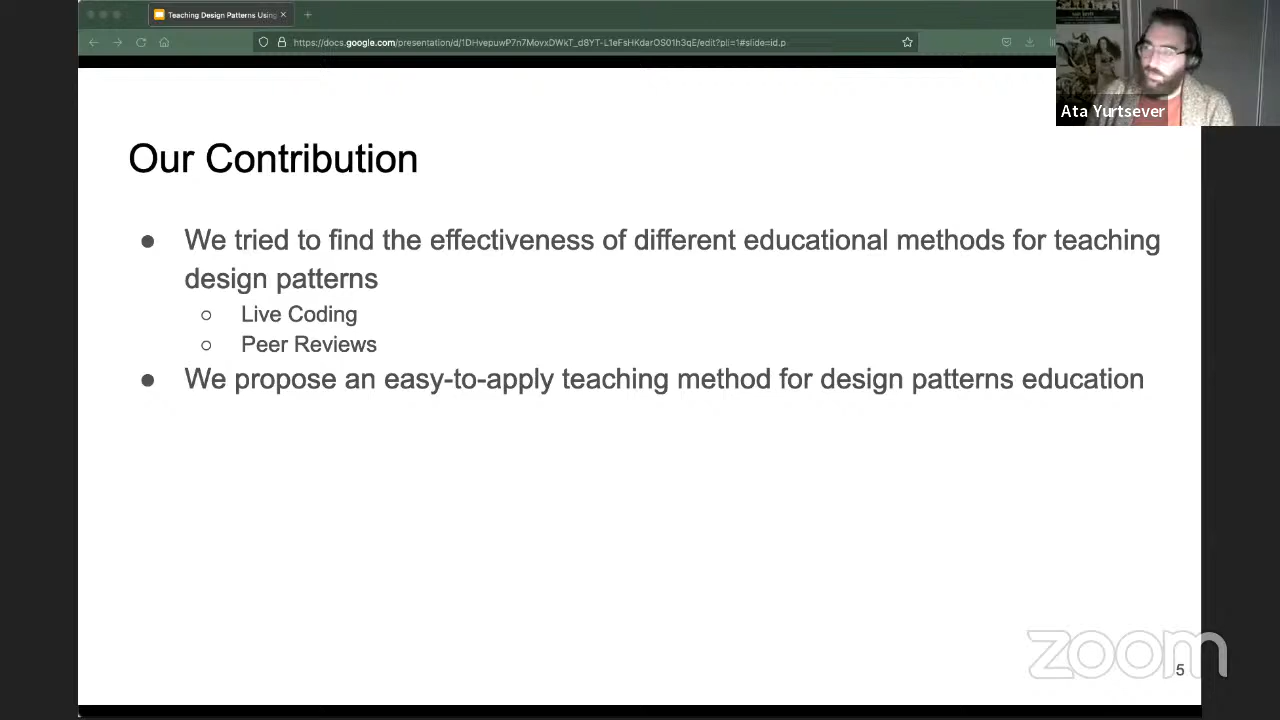 Teaching Design Patterns Using
https://docs.google.com/presentation/d/1DHvepuwP7n7MovxDWkT_d8YT-L1eFsHKdarOS01h3qE/edit?pli=1#slide=id.p
Ata Yurtsever
Our Contribution
● We tried to find the effectiveness of different educational methods for teaching
design patterns
○ Live Coding
○ Peer Reviews
● We propose an easy-to-apply teaching method for design patterns education
zoom
5